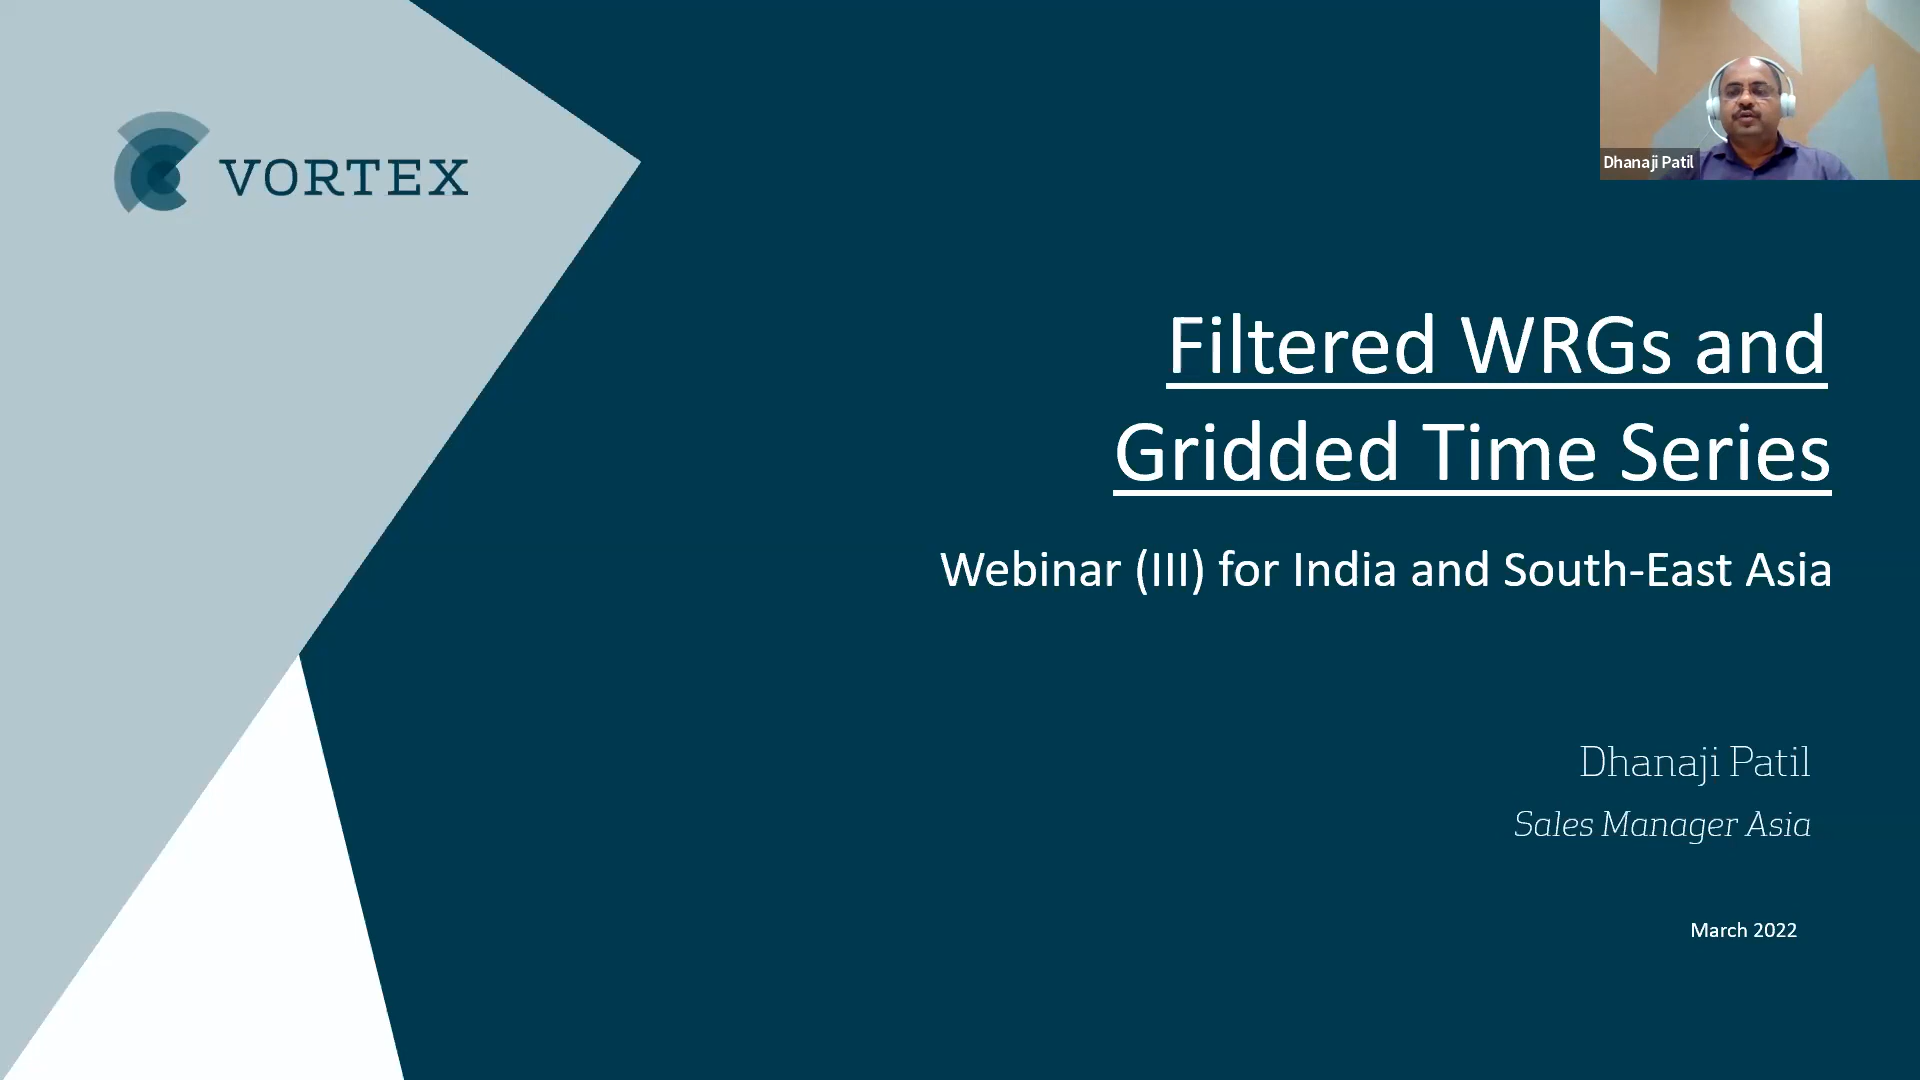 VORTEX
Dhanaji Patil
Filtered WRGs and
Gridded Time Series
Webinar (III) for India and South-East Asia
Dhanaji Patil
Sales Manager Asia
March 2022